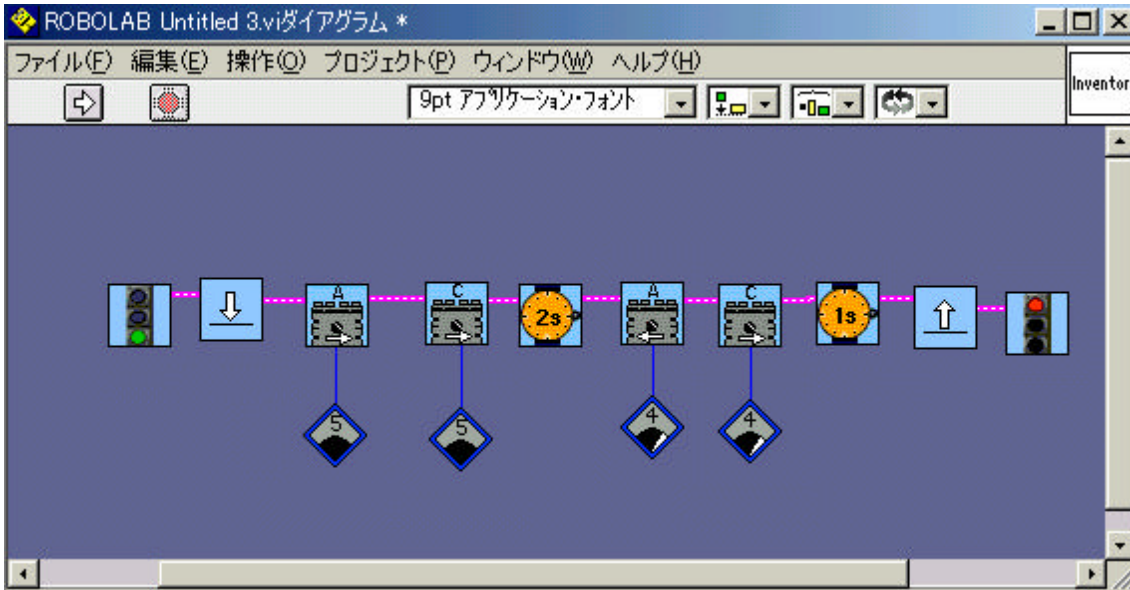 ROBOLAB Untitled 3.viダイアグラム *
ファイル(F) 編集(E) 操作(O) プロジェクト(P) ウィンドウ(W) ヘルプ(H)
Inventor
9pt アプリケーション・フォント
A C 2s A C 1s
5 5 4 4